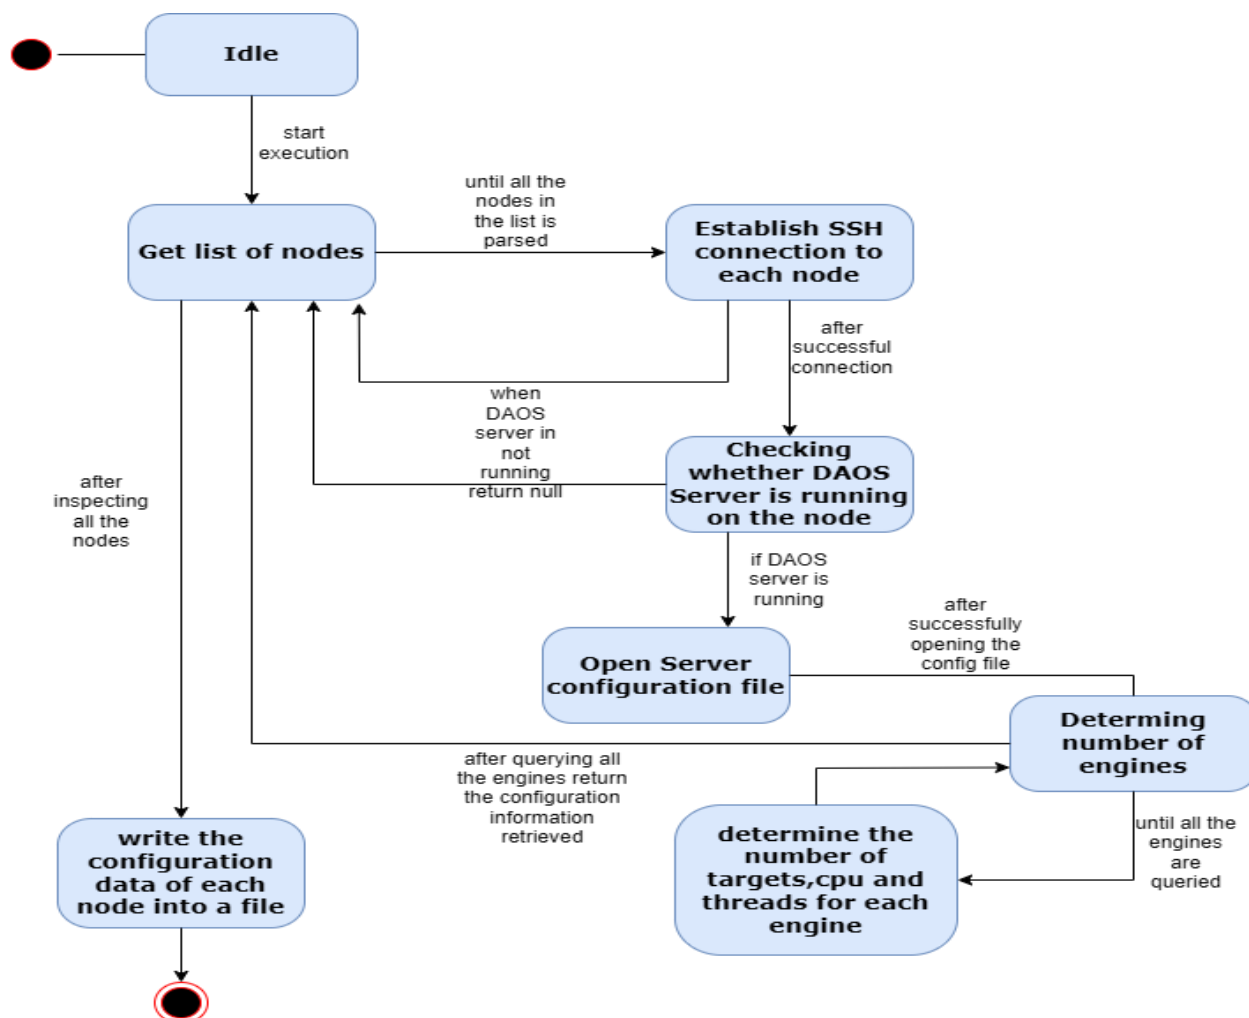 Idle
start
execution
until all the
nodes in
the list is
parsed
Get list of nodes
Establish SSH
connection to
each node
after
successful
connection
when
DAOS
server in
not
running
return null
Checking
whether DAOS
Server is running
on the node
after
inspecting
all the
nodes
if DAOS
server is
running
after
successfully
opening the
config file
Open Server
configuration file
Determing
number of
engines
after querying all
the engines return
the configuration
information
retrieved
write the
configuration
data of each
node into a file
determine the
number of
targets,cpu and
threads for each
engine
until all the
engines
are
queried